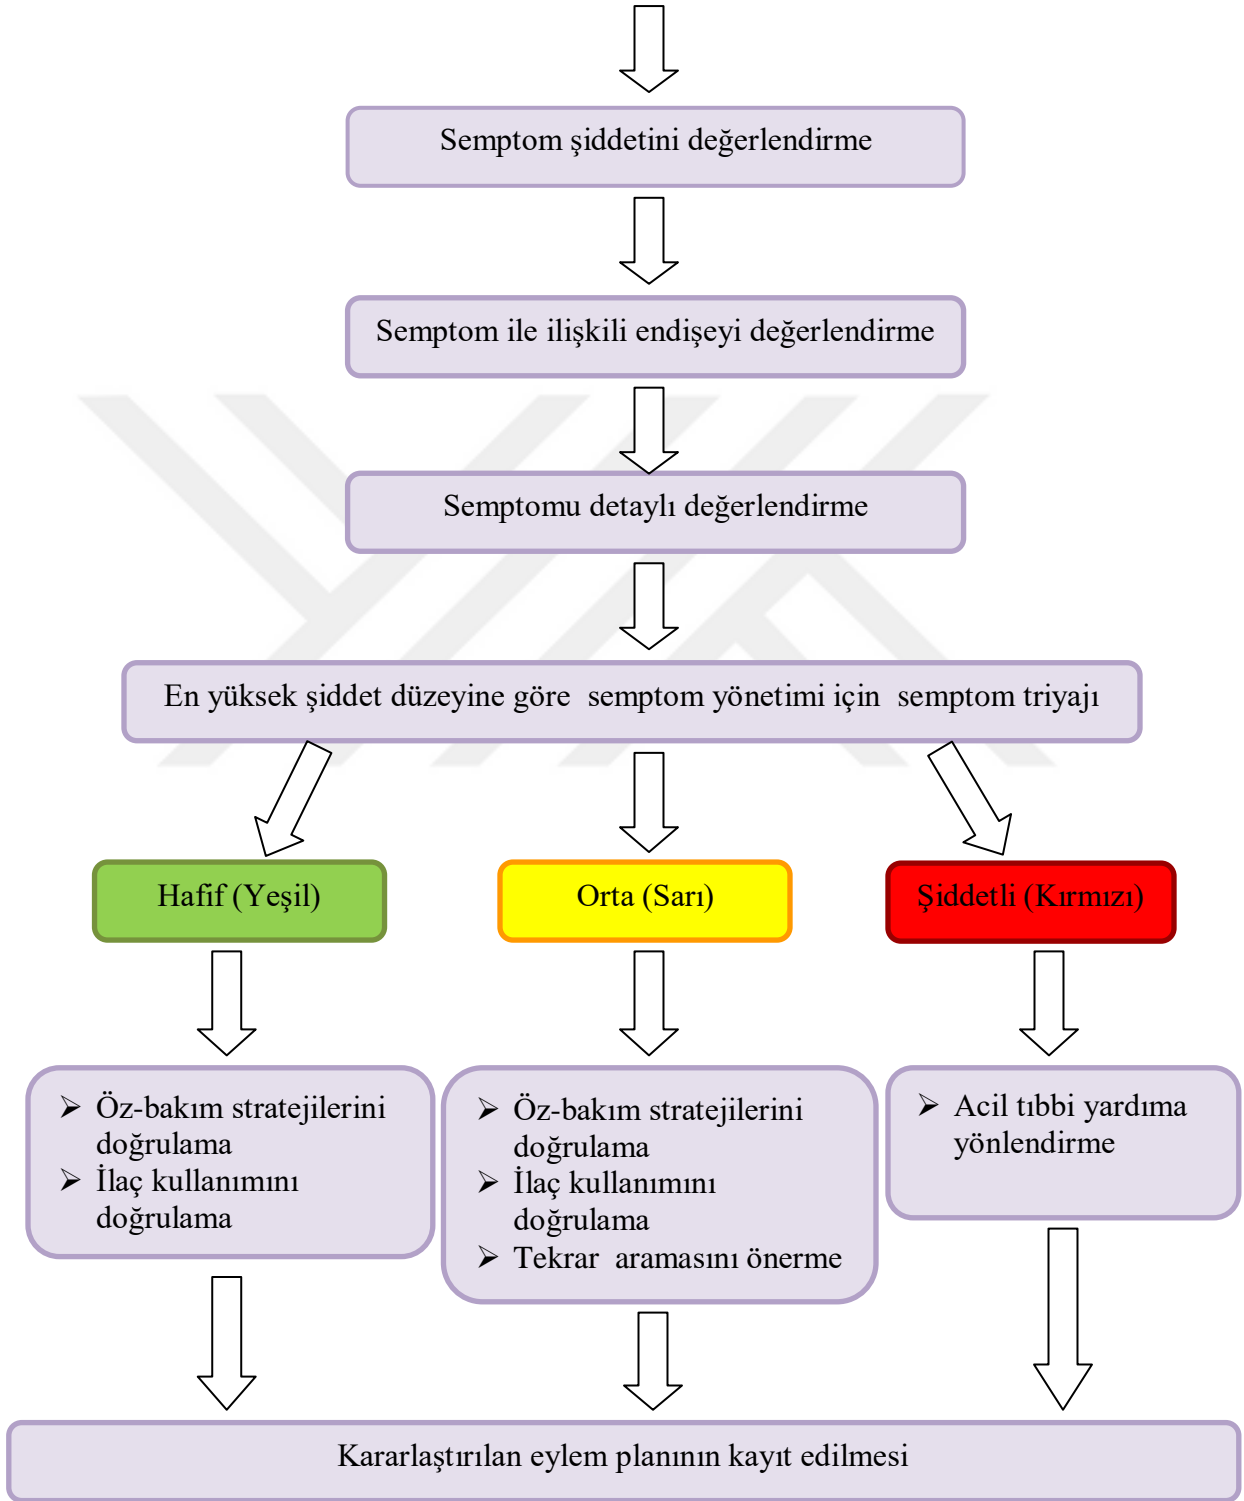 Semptom şiddetini değerlendirme
Semptom ile ilişkili endişeyi değerlendirme
Semptomu detaylı değerlendirme
En yüksek şiddet düzeyine göre  semptom yönetimi için  semptom triyajı
Hafif (Yeşil)
Orta (Sarı)
Şiddetli (Kırmızı)
➢ Öz-bakım stratejilerini
doğrulama
➢ İlaç kullanımını
doğrulama
➢ Öz-bakım stratejilerini
doğrulama
➢ İlaç kullanımını
doğrulama
➢ Tekrar  aramasını önerme
➢ Acil tıbbi yardıma
yönlendirme
Kararlaştırılan eylem planının kayıt edilmesi